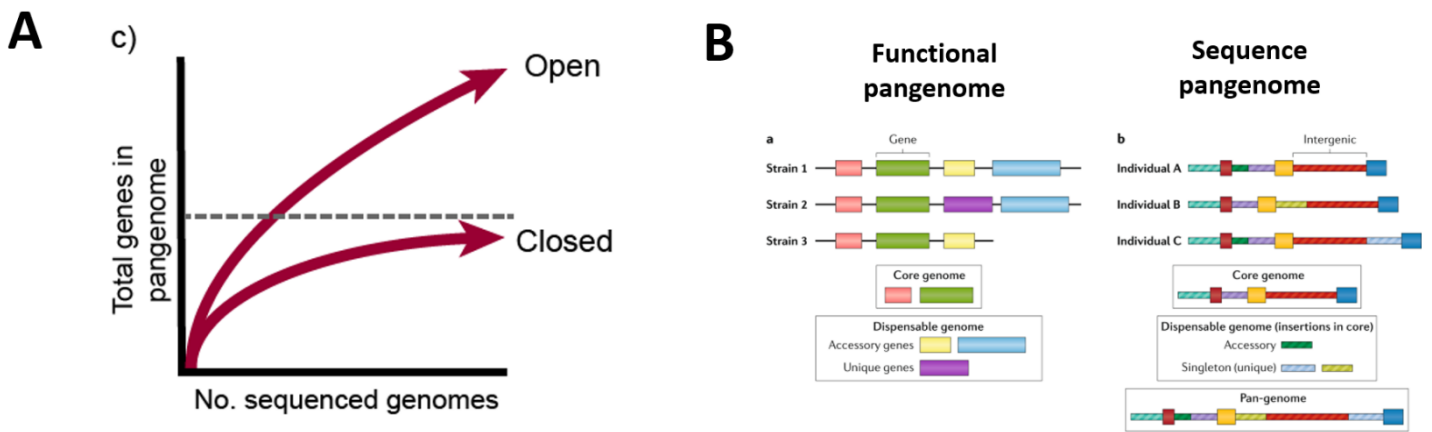 A
c)
Open
Closed
Total genes in
pangenome
No. sequenced genomes
B
Functional
pangenome
a
Gene
Strain 1
Strain 2
Strain 3
Core genome
Dispensable genome
Accessory genes
Unique genes
Sequence
pangenome
b
Intergenic
Individual A
Individual B
Individual C
Core genome
Dispensable genome (insertions in core)
Accessory
Singleton (unique)
Pan-genome